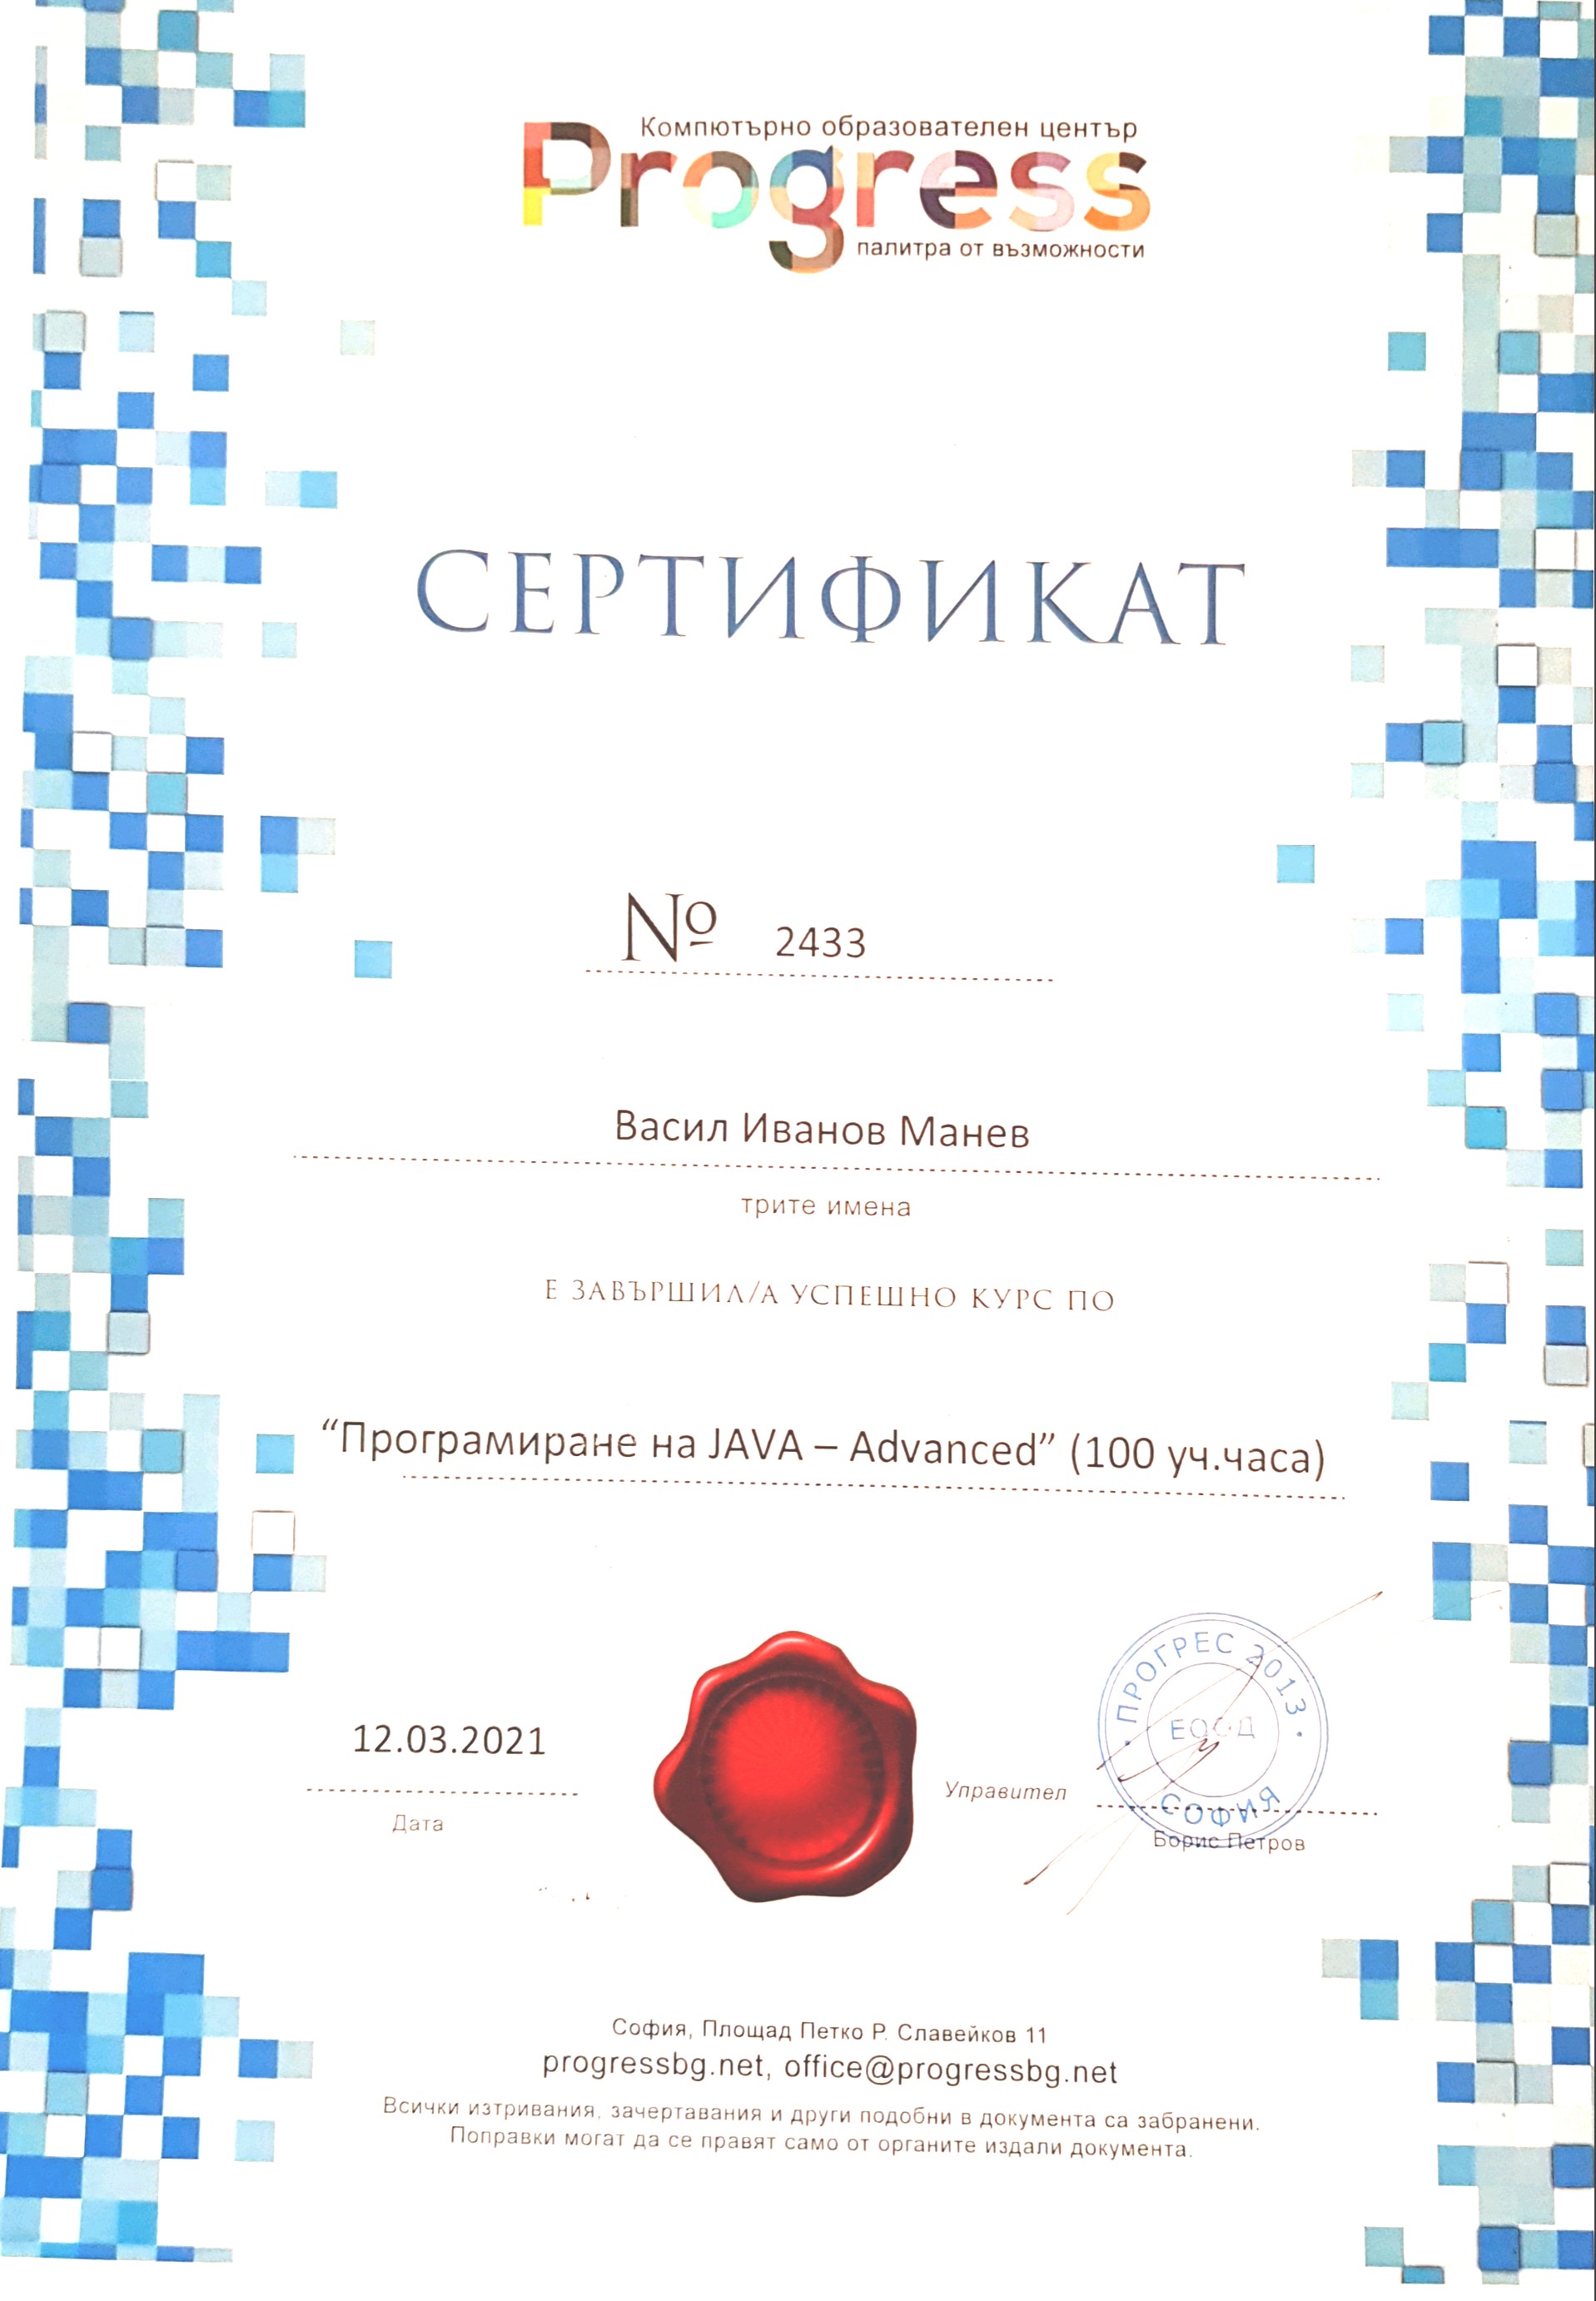 Компютърно образователен център
Progress
палитра от възможности
СЕРТИФИКАТ
№ 2433
Васил Иванов Манев
трите имена
Е ЗАВЪРШИЛ/А УСПЕШНО КУРС ПО
“Програмиране на JAVA – Advanced” (100 уч.часа)
12.03.2021
Дата
Управител
ПРОГРЕС 2013
ЕООД
СОФИЯ
Борис Петров
София, Площад Петко Р. Славейков 11
progressbg.net, office@progressbg.net
Всички изтривания, зачертавания и други подобни в документа са забранени.
Поправки могат да се правят само от органите издали документа.